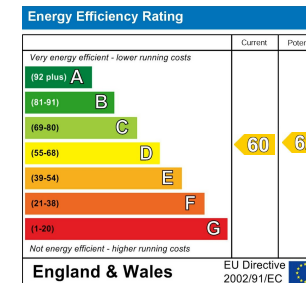 Energy Efficiency Rating
Current
Very energy efficient - lower running costs
(92 plus) A
(81-91) B
(69-80) C
(55-68) D
(39-54) E
(21-38) F
(1-20) G
60
Not energy efficient - higher running costs
England & Wales
EU Directive
2002/91/EC